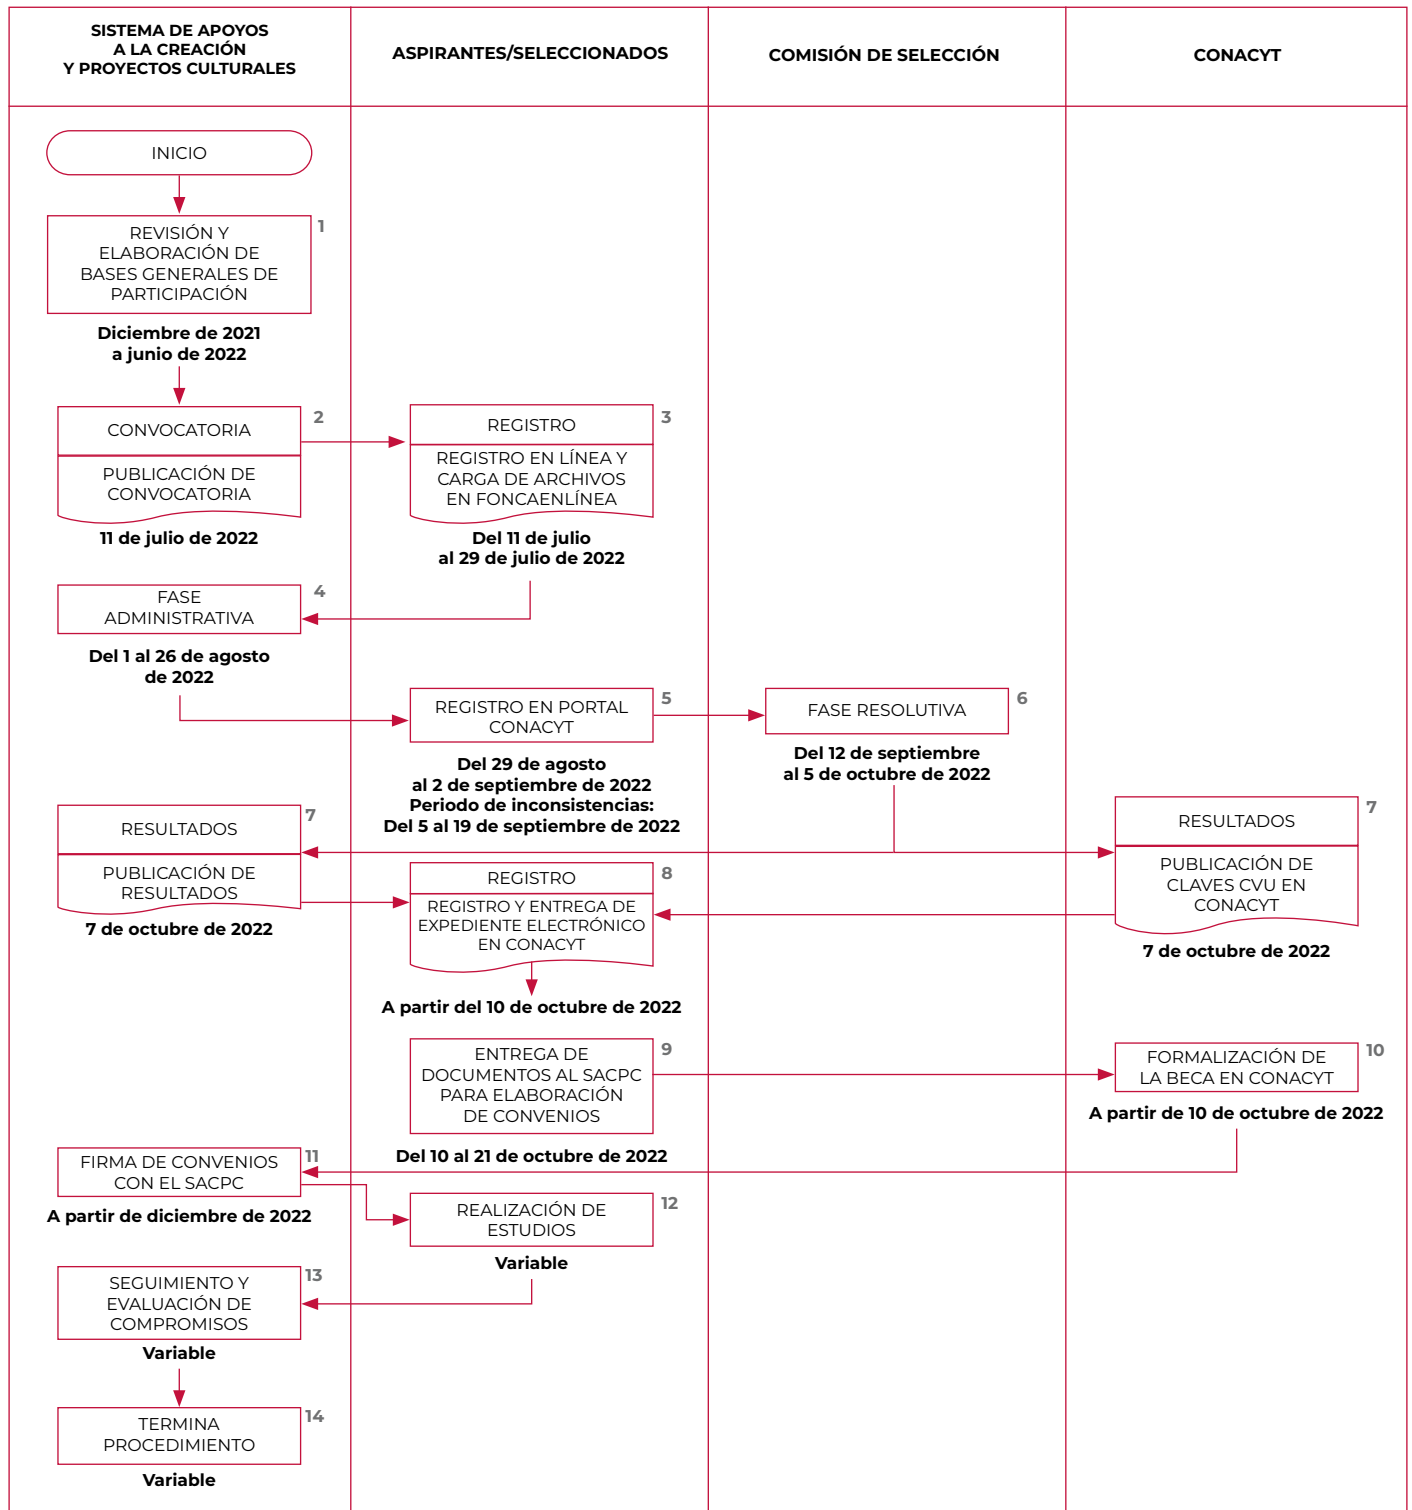 SISTEMA DE APOYOS
A LA CREACIÓN
Y PROYECTOS CULTURALES
ASPIRANTES/SELECCIONADOS
COMISIÓN DE SELECCIÓN
CONACYT
INICIO
1
REVISIÓN Y
ELABORACIÓN DE
BASES GENERALES DE
PARTICIPACIÓN
Diciembre de 2021
a junio de 2022
2
CONVOCATORIA
PUBLICACIÓN DE
CONVOCATORIA
11 de julio de 2022
3
REGISTRO
REGISTRO EN LÍNEA Y
CARGA DE ARCHIVOS
EN FONCAENLÍNEA
Del 11 de julio
al 29 de julio de 2022
4
FASE
ADMINISTRATIVA
Del 1 al 26 de agosto
de 2022
5
REGISTRO EN PORTAL
CONACYT
Del 29 de agosto
al 2 de septiembre de 2022
Periodo de inconsistencias:
Del 5 al 19 de septiembre de 2022
6
FASE RESOLUTIVA
Del 12 de septiembre
al 5 de octubre de 2022
7
RESULTADOS
PUBLICACIÓN DE
RESULTADOS
7 de octubre de 2022
7
RESULTADOS
PUBLICACIÓN DE
CLAVES CVU EN
CONACYT
7 de octubre de 2022
8
REGISTRO
REGISTRO Y ENTREGA DE
EXPEDIENTE ELECTRÓNICO
EN CONACYT
A partir del 10 de octubre de 2022
9
ENTREGA DE
DOCUMENTOS AL SACPC
PARA ELABORACIÓN
DE CONVENIOS
Del 10 al 21 de octubre de 2022
10
FORMALIZACIÓN DE
LA BECA EN CONACYT
A partir de 10 de octubre de 2022
11
FIRMA DE CONVENIOS
CON EL SACPC
A partir de diciembre de 2022
12
REALIZACIÓN DE
ESTUDIOS
Variable
13
SEGUIMIENTO Y
EVALUACIÓN DE
COMPROMISOS
Variable
14
TERMINA
PROCEDIMIENTO
Variable